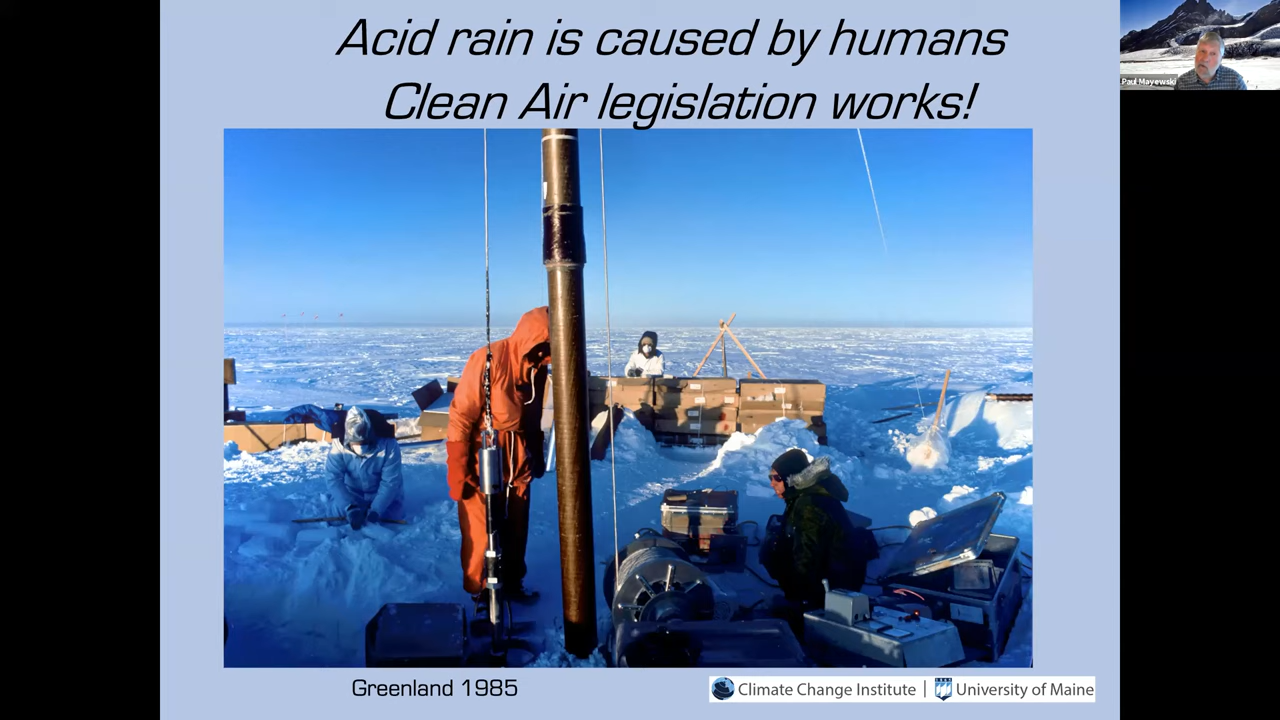 Acid rain is caused by humans
Clean Air legislation works!
Paul Mayewski
Greenland 1985
Climate Change Institute | University of Maine